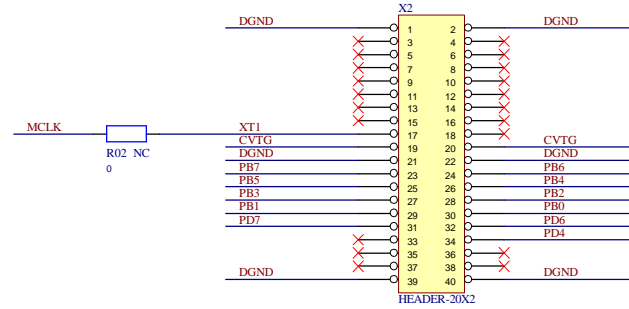 X2
DGND 1 2 DGND
3 4
5 6
7 8
9 10
11 12
13 14
15 16
MCLK XT1 17 18
R02 NC CVTG 19 20 CVTG
0 DGND 21 22 DGND
PB7 23 24 PB6
PB5 25 26 PB4
PB3 27 28 PB2
PB1 29 30 PB0
PD7 31 32 PD6
33 34 PD4
35 36
37 38
DGND 39 40 DGND
HEADER-20X2